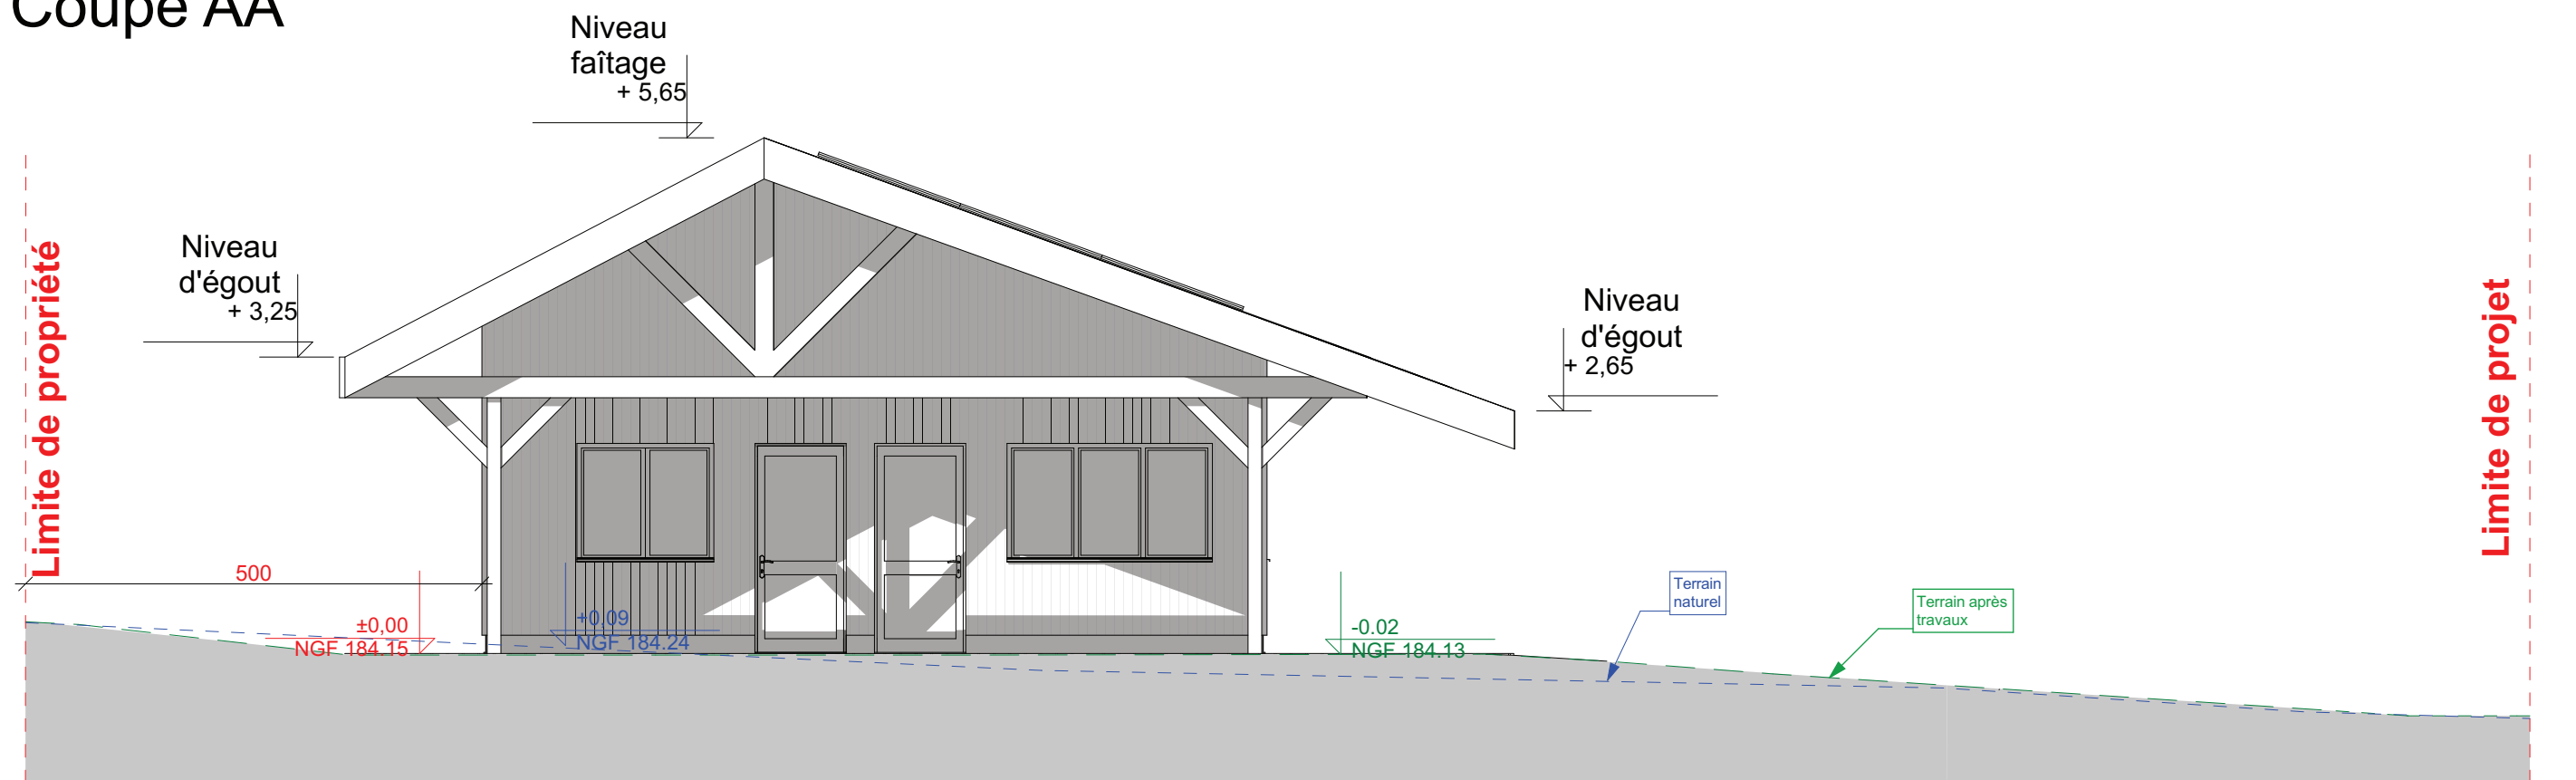 Coupe AA
Niveau
faîtage
+ 5,65
Niveau
d'égout
+ 3,25
Niveau
d'égout
+ 2,65
Limite de propriété
Limite de projet
500
±0,00
NGF 184.15
+0,09
NGF 184.24
-0.02
NGF 184.13
Terrain
naturel
Terrain après
travaux